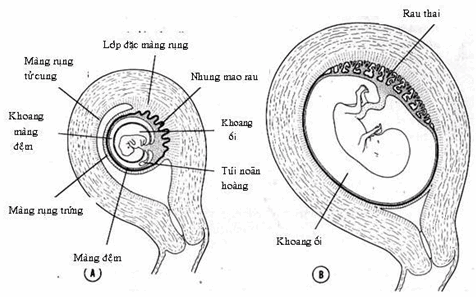 Lớp đặc màng rụng
Màng rụng
tử cung
Nhung mao rau
Khoang
màng
đệm
Khoang
ối
Túi noãn
hoàng
Màng rụng trứng
Màng đệm
A
Rau thai
Khoang ối
B